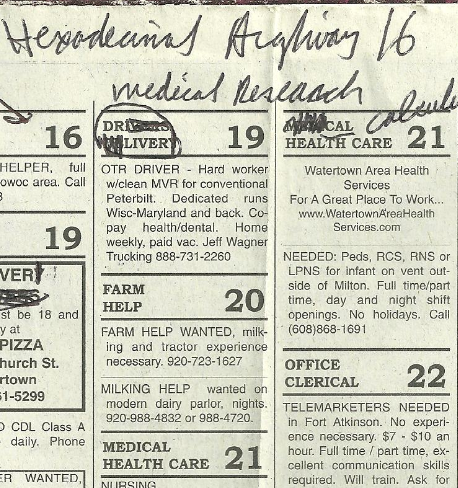 Hexadecimal Highway 16
medical Research
16
HELPER, full
owoc area. Call
19
VER
st be 18 and
y at
PIZZA
hurch St.
rtown
61-5299
D CDL Class A
daily. Phone
ER WANTED,
19
LIVERY
OTR DRIVER - Hard worker
w/clean MVR for conventional
Peterbilt. Dedicated runs
Wisc-Maryland and back. Co-
pay health/dental. Home
weekly, paid vac. Jeff Wagner
Trucking 888-731-2260
FARM
HELP 20
FARM HELP WANTED, milk-
ing and tractor experience
necessary. 920-723-1627
MILKING HELP wanted on
modern dairy parlor, nights.
920-988-4832 or 988-4720.
MEDICAL
HEALTH CARE 21
NURSING
CAL
HEALTH CARE 21
Watertown Area Health
Services
For A Great Place To Work...
www.WatertownAreaHealth
Services.com
NEEDED: Peds, RCS, RNS or
LPNS for infant on vent out-
side of Milton. Full time/part
time, day and night shift
openings. No holidays. Call
(608)868-1691
OFFICE
CLERICAL 22
TELEMARKETERS NEEDED
in Fort Atkinson. No experi-
ence necessary. $7 - $10 an
hour. Full time / part time, ex-
cellent communication skills
required. Will train. Ask for